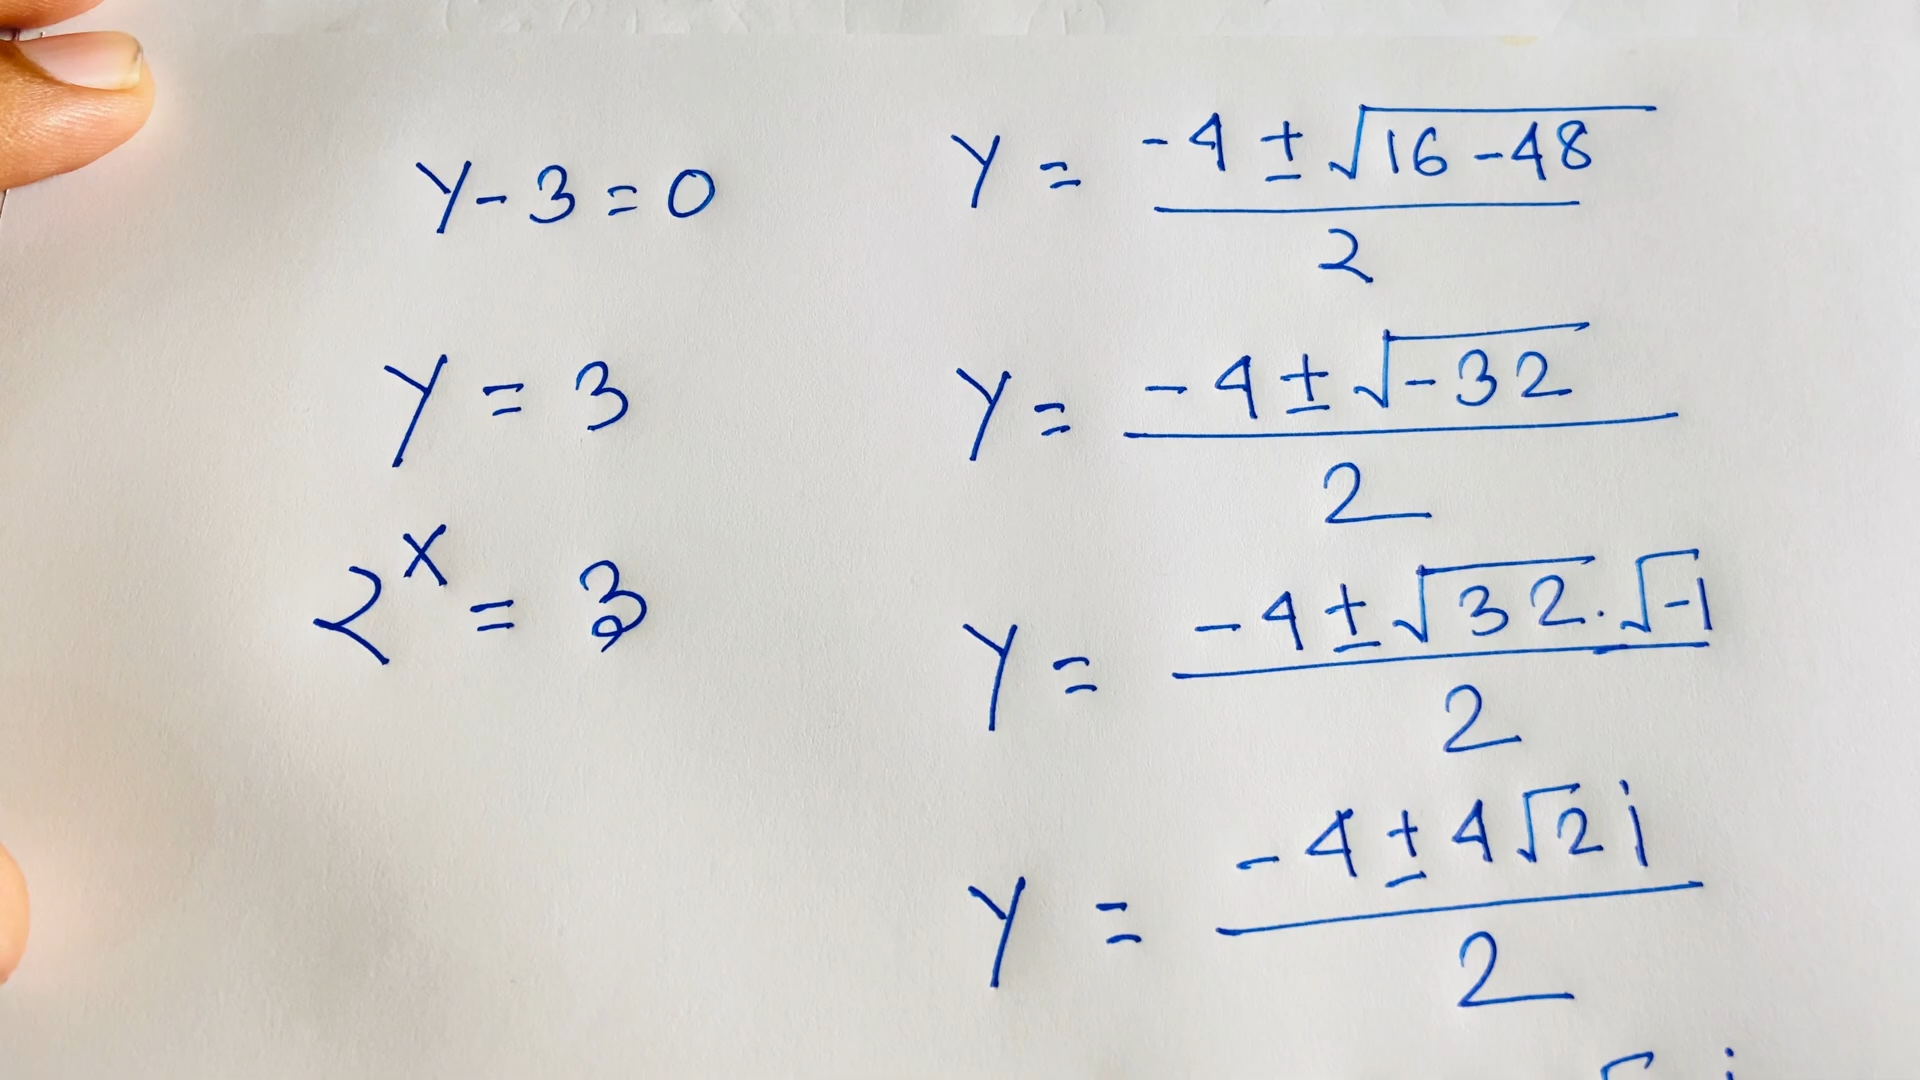 y - 3 = 0
y = 3
2^x = 3
y = (-4 ± √(16 - 48)) / 2
y = (-4 ± √(-32)) / 2
y = (-4 ± √32 · √-1) / 2
y = (-4 ± 4√2 i) / 2